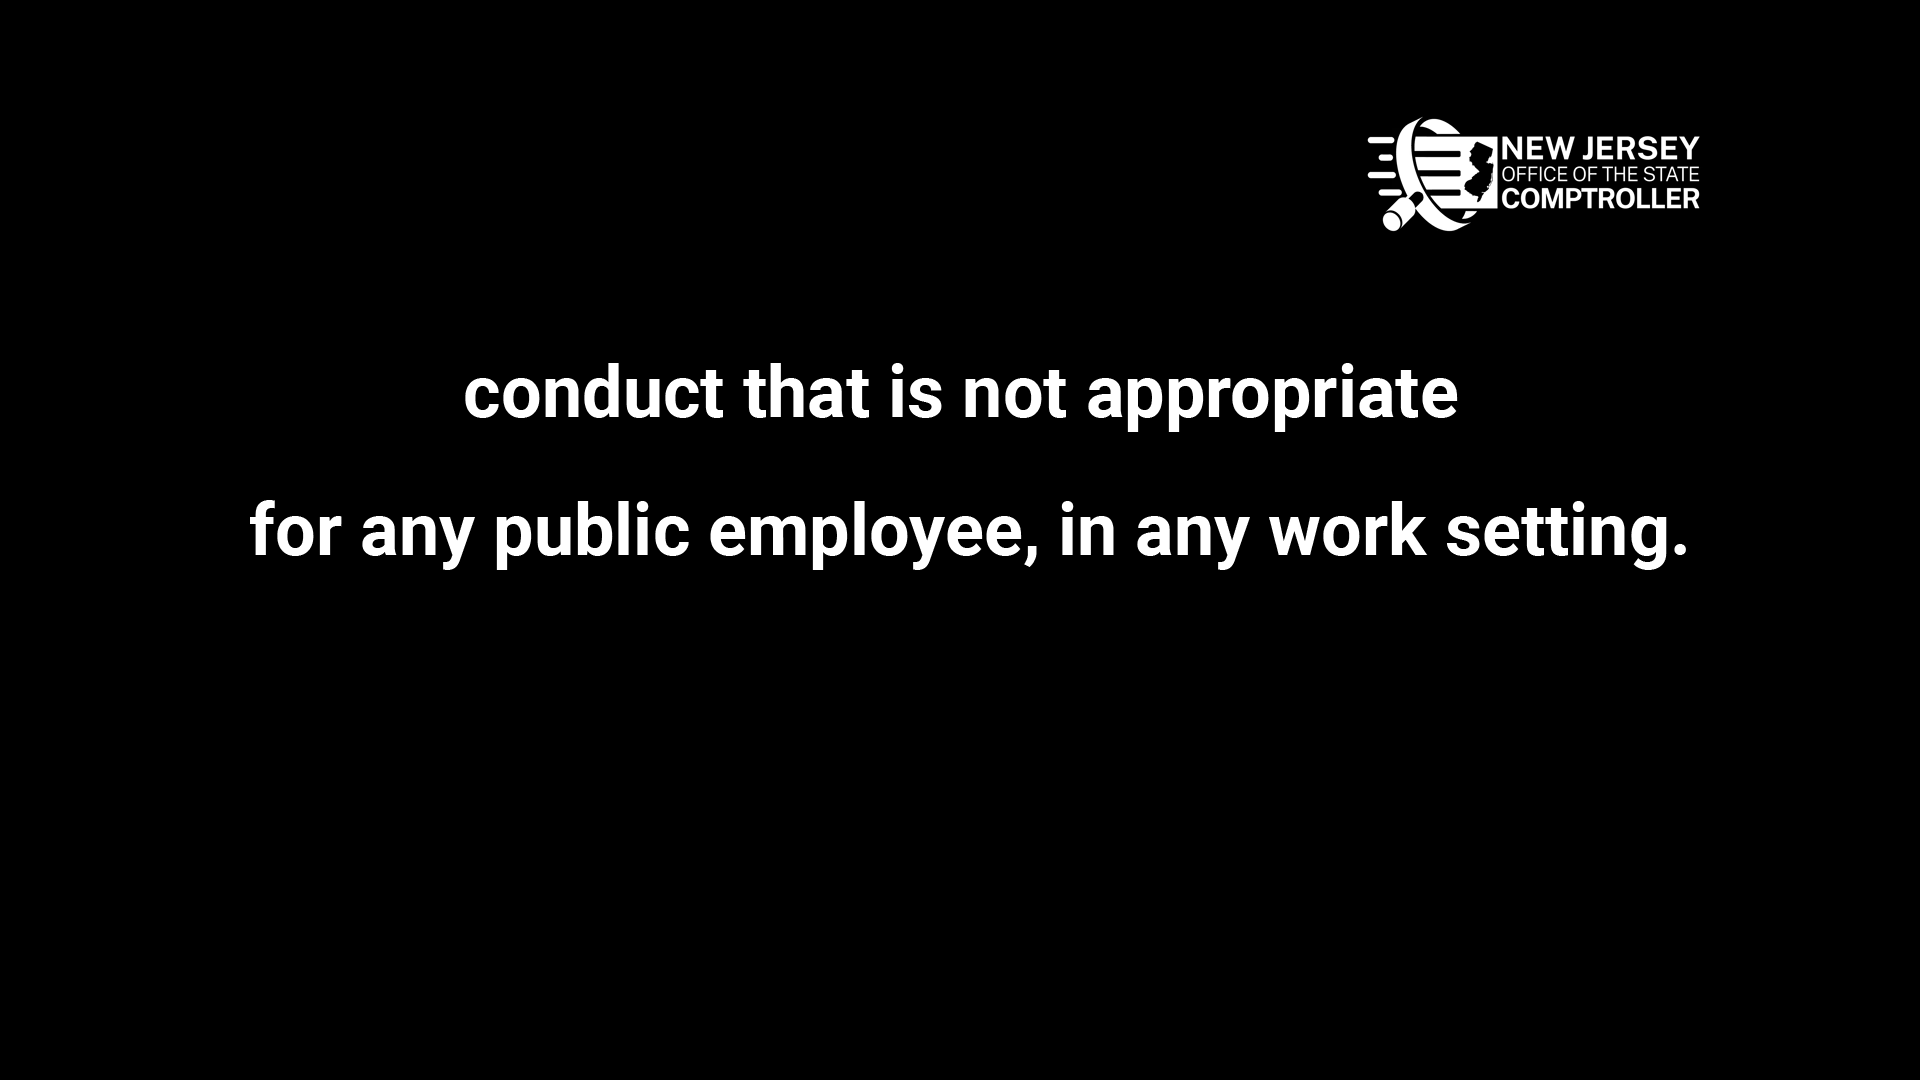 NEW JERSEY
OFFICE OF THE STATE
COMPTROLLER
conduct that is not appropriate
for any public employee, in any work setting.